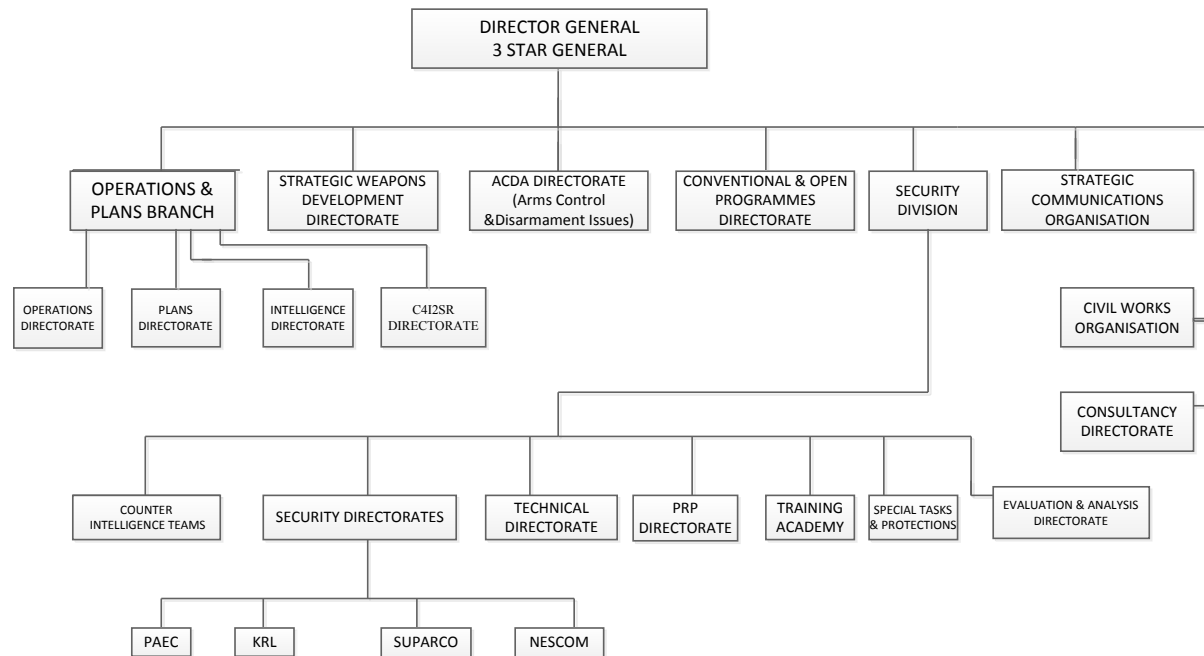 DIRECTOR GENERAL
3 STAR GENERAL
OPERATIONS &
PLANS BRANCH
STRATEGIC WEAPONS
DEVELOPMENT
DIRECTORATE
ACDA DIRECTORATE
(Arms Control
&Disarmament Issues)
CONVENTIONAL & OPEN
PROGRAMMES
DIRECTORATE
SECURITY
DIVISION
STRATEGIC
COMMUNICATIONS
ORGANISATION
OPERATIONS
DIRECTORATE
PLANS
DIRECTORATE
INTELLIGENCE
DIRECTORATE
C4I2SR
DIRECTORATE
CIVIL WORKS
ORGANISATION
CONSULTANCY
DIRECTORATE
COUNTER
INTELLIGENCE TEAMS
SECURITY DIRECTORATES
TECHNICAL
DIRECTORATE
PRP
DIRECTORATE
TRAINING
ACADEMY
SPECIAL TASKS
& PROTECTIONS
EVALUATION & ANALYSIS
DIRECTORATE
PAEC
KRL
SUPARCO
NESCOM